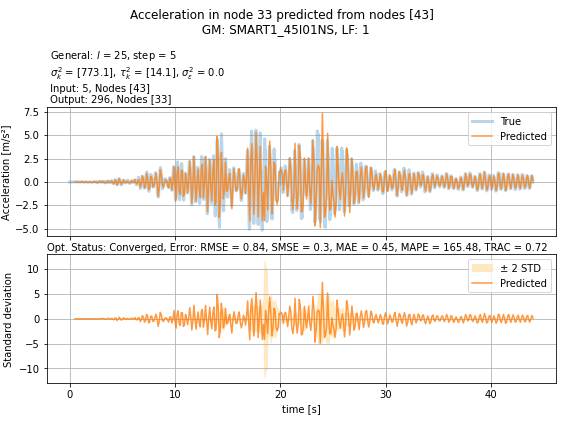 Acceleration in node 33 predicted from nodes [43]
GM: SMART1_45I01NS, LF: 1
General: l = 25, step = 5
σ²ₖ = [773.1], τ²ₖ = [14.1], σ²ε = 0.0
Input: 5, Nodes [43]
Output: 296, Nodes [33]
7.5
5.0
2.5
0.0
−2.5
−5.0
Acceleration [m/s²]
True
Predicted
Opt. Status: Converged, Error: RMSE = 0.84, SMSE = 0.3, MAE = 0.45, MAPE = 165.48, TRAC = 0.72
10
5
0
−5
−10
Standard deviation
± 2 STD
Predicted
0 10 20 30 40
time [s]